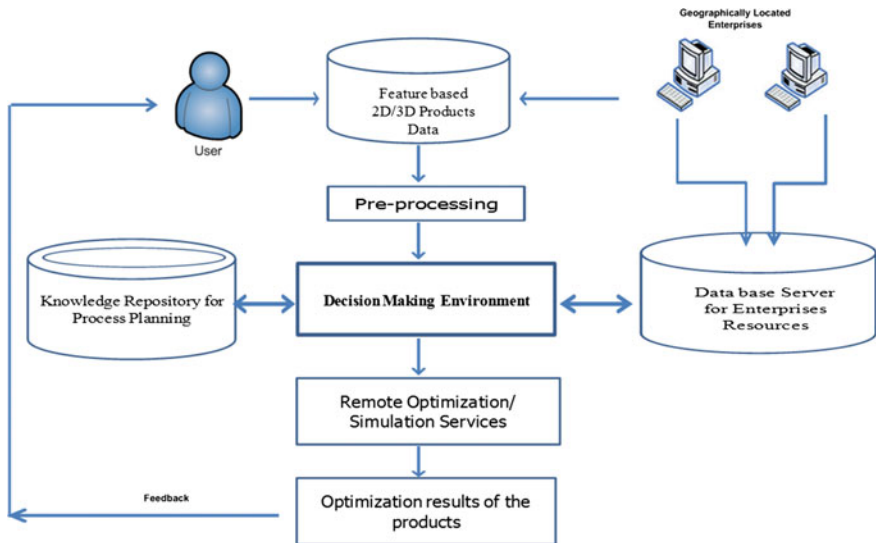 Geographically Located
Enterprises
Feature based
2D/3D Products
Data
User
Pre-processing
Knowledge Repository for
Process Planning
Decision Making Environment
Data base Server
for Enterprises
Resources
Remote Optimization/
Simulation Services
Feedback
Optimization results of the
products